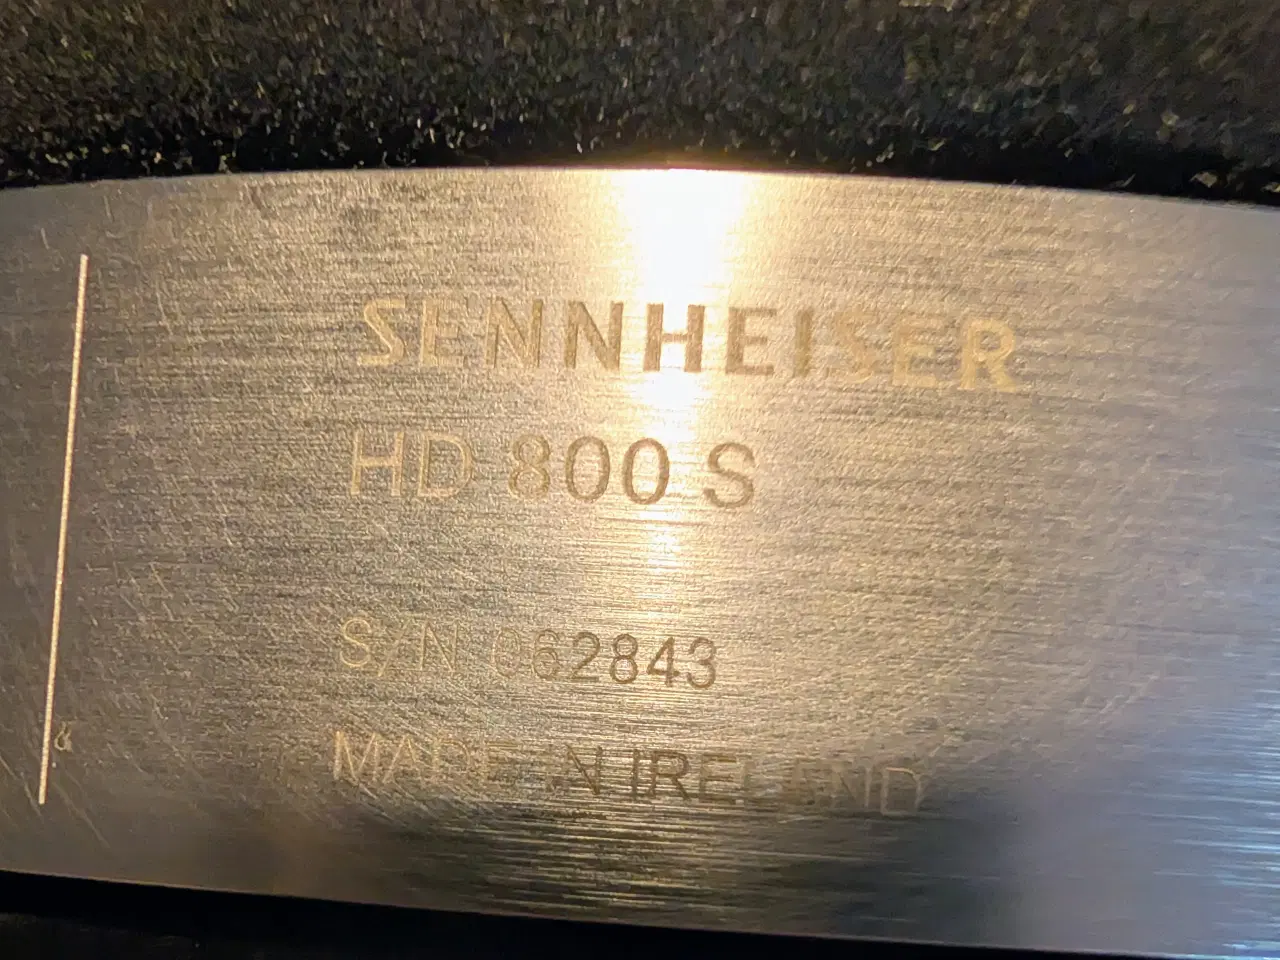 SENNHEISER
HD 800 S
S/N 062843
MADE IN IRELAND